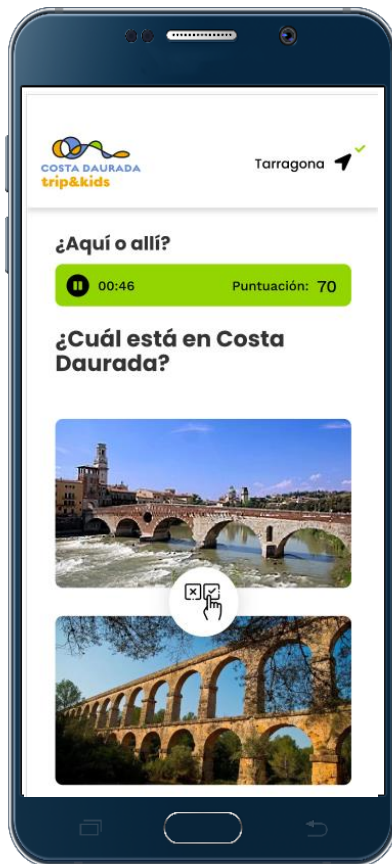 COSTA DAURADA
trip&kids
Tarragona
¿Aquí o allí?
00:46 Puntuación: 70
¿Cuál está en Costa
Daurada?